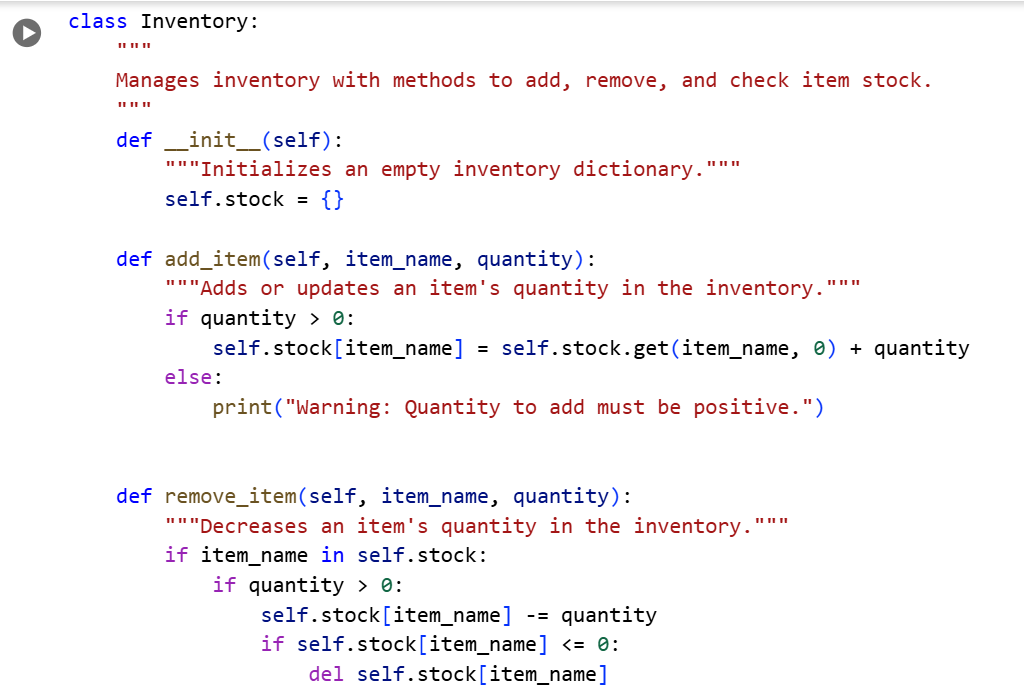 class Inventory:
    """
    Manages inventory with methods to add, remove, and check item stock.
    """
    def __init__(self):
        """Initializes an empty inventory dictionary."""
        self.stock = {}

    def add_item(self, item_name, quantity):
        """Adds or updates an item's quantity in the inventory."""
        if quantity > 0:
            self.stock[item_name] = self.stock.get(item_name, 0) + quantity
        else:
            print("Warning: Quantity to add must be positive.")


    def remove_item(self, item_name, quantity):
        """Decreases an item's quantity in the inventory."""
        if item_name in self.stock:
            if quantity > 0:
                self.stock[item_name] -= quantity
                if self.stock[item_name] <= 0:
                    del self.stock[item_name]